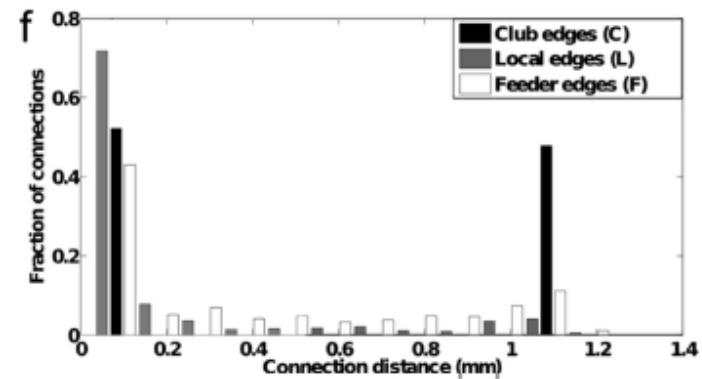 f
Club edges (C)
Local edges (L)
Feeder edges (F)
Fraction of connections
0.8
0.6
0.4
0.2
0
0 0.2 0.4 0.6 0.8 1 1.2 1.4
Connection distance (mm)